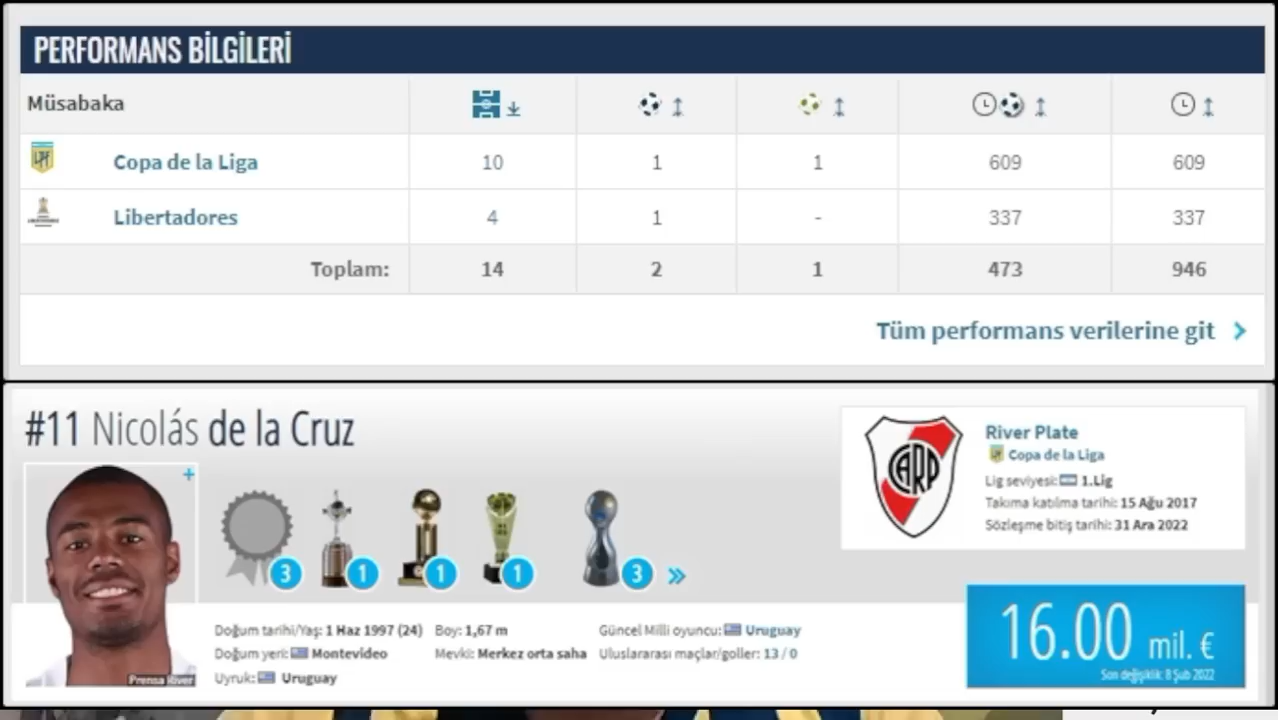 PERFORMANS BİLGİLERİ
Müsabaka
Copa de la Liga 10 1 1 609 609
Libertadores 4 1 - 337 337
Toplam: 14 2 1 473 946
Tüm performans verilerine git
#11 Nicolás de la Cruz
3 1 1 1 3
Prensa River
Doğum tarihi/Yaş: 1 Haz 1997 (24) Boy: 1,67 m Güncel Milli oyuncu: Uruguay
Doğum yeri: Montevideo Mevki: Merkez orta saha Uluslararası maçlar/goller: 13 / 0
Uyruk: Uruguay
CARP
River Plate
Copa de la Liga
Lig seviyesi: 1.Lig
Takıma katılma tarihi: 15 Ağu 2017
Sözleşme bitiş tarihi: 31 Ara 2022
16.00 mil. €
Son değişiklik: 8 Şub 2022